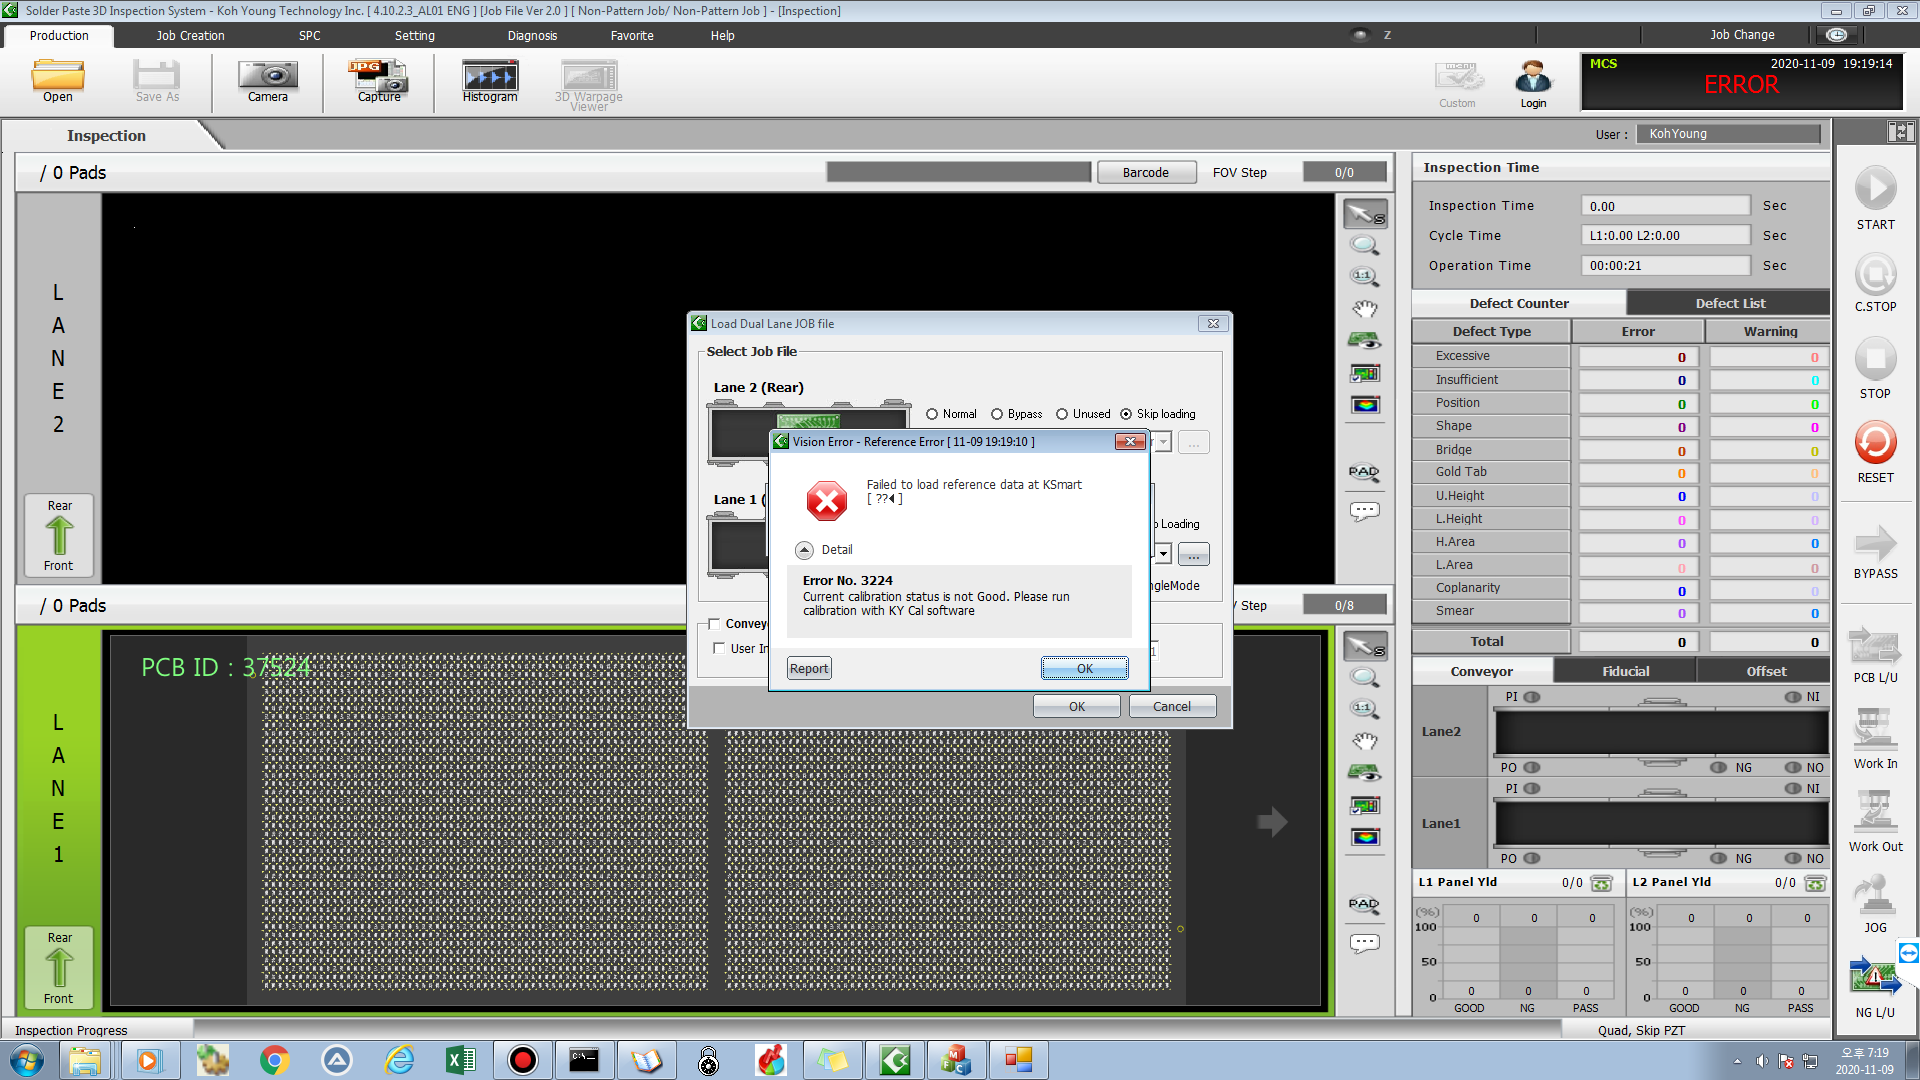 Solder Paste 3D Inspection System - Koh Young Technology Inc. [ 4.10.2.3_AL01 ENG ] [Job File Ver 2.0 ] [ Non-Pattern Job/ Non-Pattern Job ] - [Inspection]
Production Job Creation SPC Setting Diagnosis Favorite Help Z Job Change
Open Save As Camera JPG Capture Histogram 3D Warpage Viewer Custom Login
MCS 2020-11-09 19:19:14
ERROR
Inspection User : KohYoung
/ 0 Pads Barcode FOV Step 0/0
LANE2
Rear
Front
Inspection Time
Inspection Time 0.00 Sec
Cycle Time L1:0.00 L2:0.00 Sec
Operation Time 00:00:21 Sec
Defect Counter Defect List
Defect Type Error Warning
Excessive 0 0
Insufficient 0 0
Position 0 0
Shape 0 0
Bridge 0 0
Gold Tab 0 0
U.Height 0 0
L.Height 0 0
H.Area 0 0
L.Area 0 0
Coplanarity 0 0
Smear 0 0
Total 0 0
START
C.STOP
STOP
RESET
BYPASS
PCB L/U
Work In
Work Out
JOG
NG L/U
S
1:1
PAD
Load Dual Lane JOB file
Select Job File
Lane 2 (Rear)
Normal Bypass Unused Skip loading
...
Lane 1 (
Loading
...
ngleMode
Convey
User In
1
OK Cancel
Vision Error - Reference Error [ 11-09 19:19:10 ]
Failed to load reference data at KSmart
[ ??◀ ]
Detail
Error No. 3224
Current calibration status is not Good. Please run
calibration with KY Cal software
Report OK
/ 0 Pads Step 0/8
LANE1
PCB ID : 37524
Rear
Front
S
1:1
PAD
Conveyor Fiducial Offset
PI NI
Lane2
PO NG NO
PI NI
Lane1
PO NG NO
L1 Panel Yld 0/0 L2 Panel Yld 0/0
(%) 0 0 0 (%) 0 0 0
100 100
50 50
0 0 0 0 0 0 0 0
GOOD NG PASS GOOD NG PASS
Inspection Progress Quad, Skip PZT
오후 7:19
2020-11-09